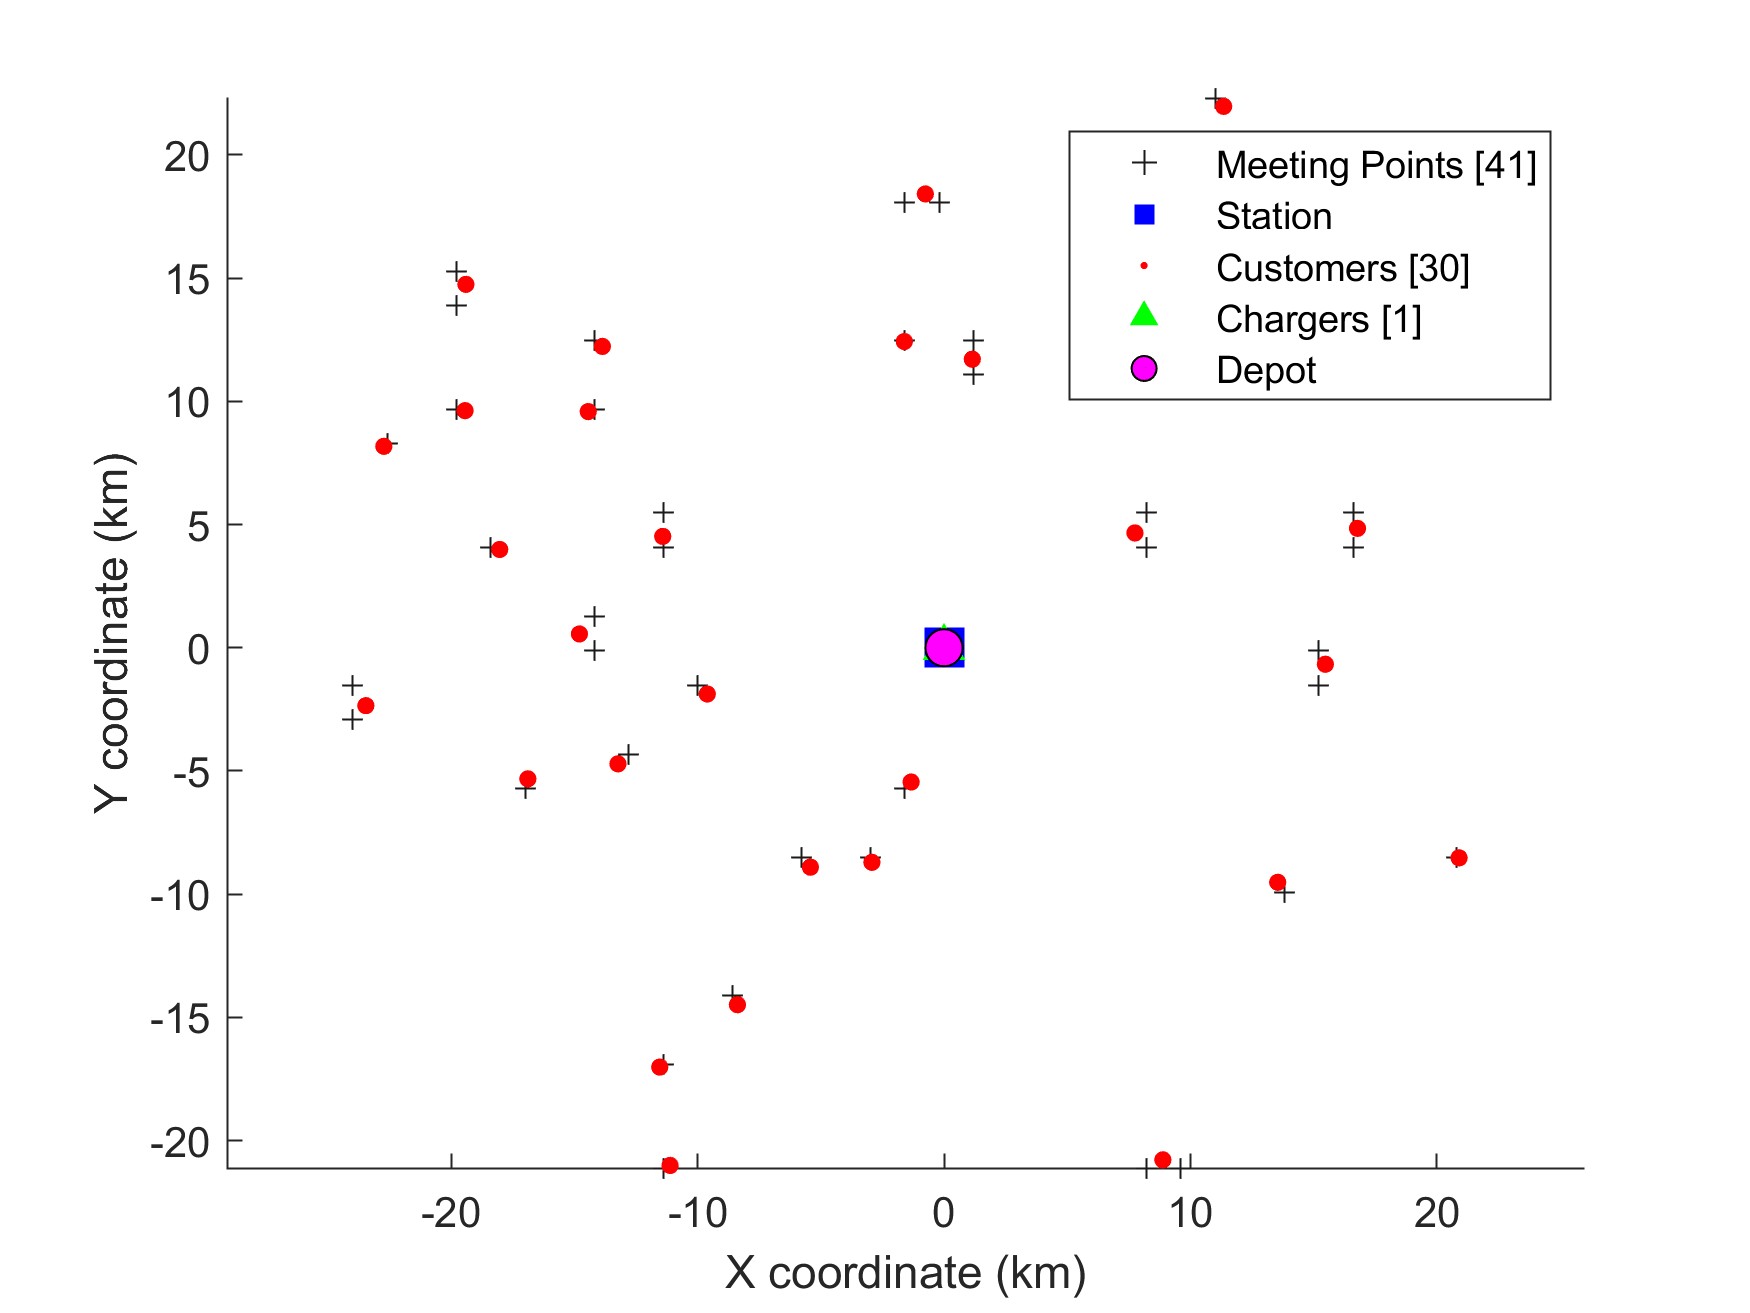 20
15
10
5
0
-5
-10
-15
-20
Y coordinate (km)
Meeting Points [41]
Station
Customers [30]
Chargers [1]
Depot
-20 -10 0 10 20
X coordinate (km)